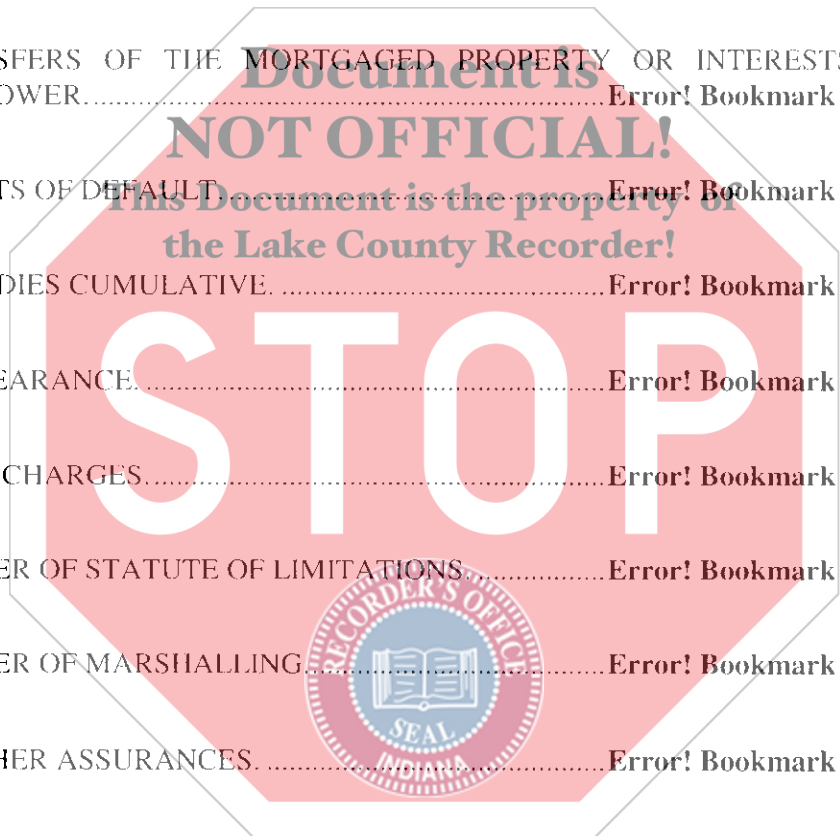 SFERS OF THE MORTGAGED PROPERTY OR INTERESTS
OWER. Error! Bookmark
Document is
NOT OFFICIAL!
TS OF DEFAULT. Error! Bookmark
This Document is the property of
the Lake County Recorder!
DIES CUMULATIVE. Error! Bookmark
STOP
EARANCE. Error! Bookmark
CHARGES. Error! Bookmark
ER OF STATUTE OF LIMITATIONS. Error! Bookmark
RECORDER'S OFFICE
ER OF MARSHALLING. Error! Bookmark
SEAL
INDIANA
HER ASSURANCES. Error! Bookmark